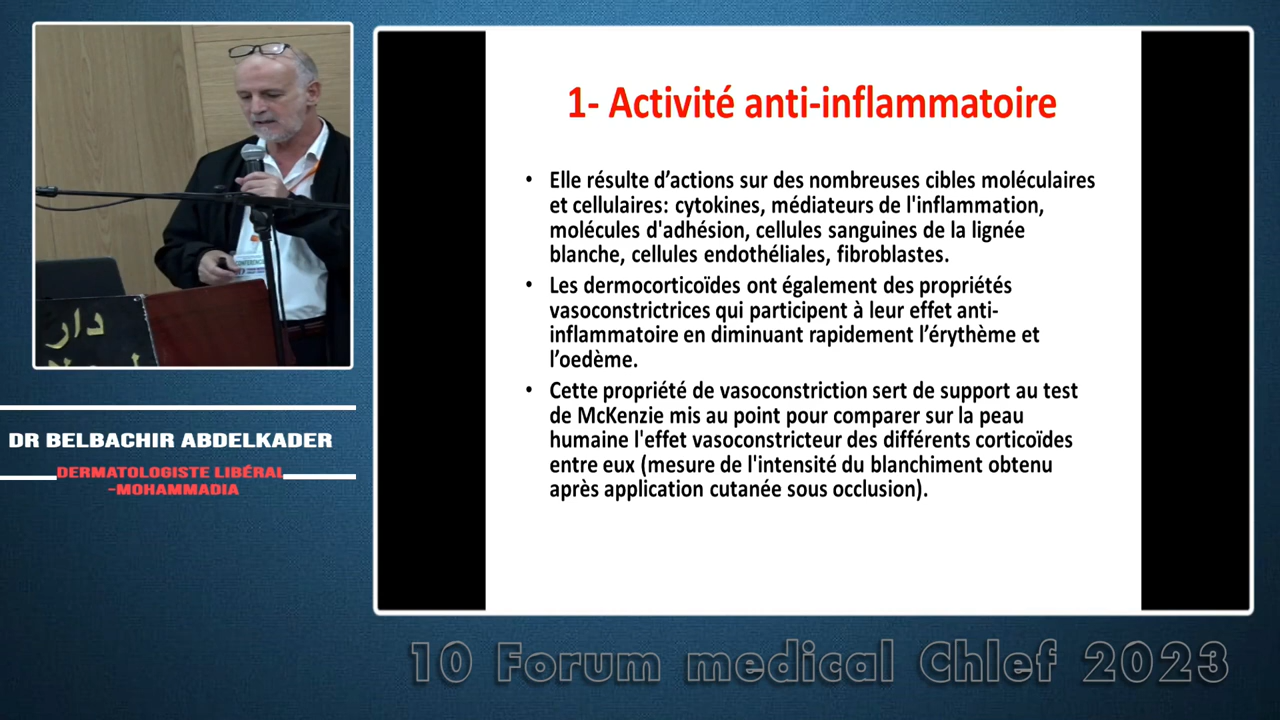 1- Activité anti-inflammatoire
• Elle résulte d’actions sur des nombreuses cibles moléculaires
et cellulaires: cytokines, médiateurs de l'inflammation,
molécules d'adhésion, cellules sanguines de la lignée
blanche, cellules endothéliales, fibroblastes.
• Les dermocorticoïdes ont également des propriétés
vasoconstrictrices qui participent à leur effet anti-
inflammatoire en diminuant rapidement l’érythème et
l’oedème.
• Cette propriété de vasoconstriction sert de support au test
de McKenzie mis au point pour comparer sur la peau
humaine l'effet vasoconstricteur des différents corticoïdes
entre eux (mesure de l'intensité du blanchiment obtenu
après application cutanée sous occlusion).
دار
DR BELBACHIR ABDELKADER
DERMATOLOGISTE LIBÉRAL
-MOHAMMADIA
10 Forum medical Chlef 2023